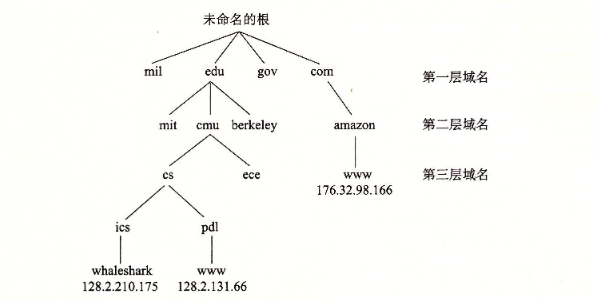 未命名的根
mil edu gov com 第一层域名
mit cmu berkeley amazon 第二层域名
cs ece www 第三层域名
176.32.98.166
ics pdl
whaleshark www
128.2.210.175 128.2.131.66